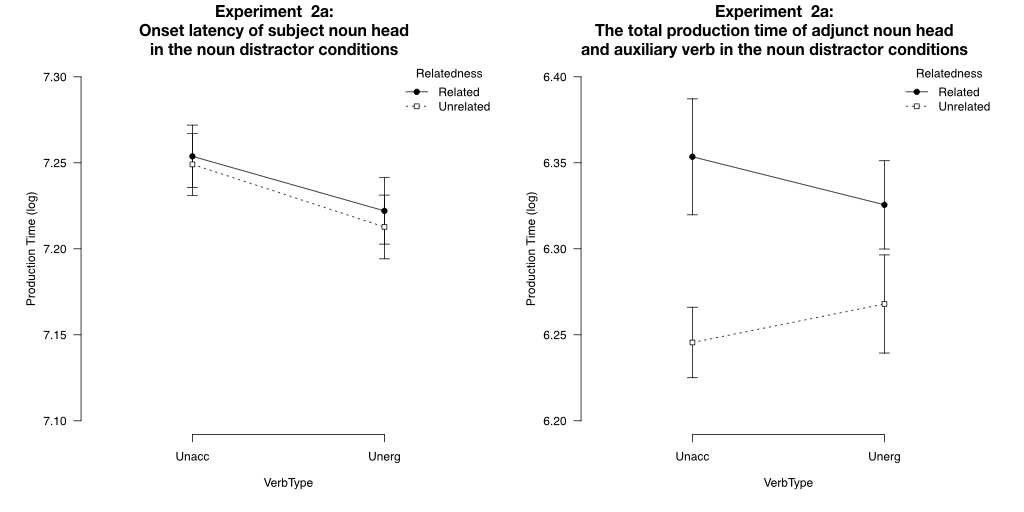 Experiment 2a:
Onset latency of subject noun head
in the noun distractor conditions
Relatedness
Related
Unrelated
7.30
7.25
7.20
7.15
7.10
Production Time (log)
Unacc
Unerg
VerbType
Experiment 2a:
The total production time of adjunct noun head
and auxiliary verb in the noun distractor conditions
Relatedness
Related
Unrelated
6.40
6.35
6.30
6.25
6.20
Production Time (log)
Unacc
Unerg
VerbType